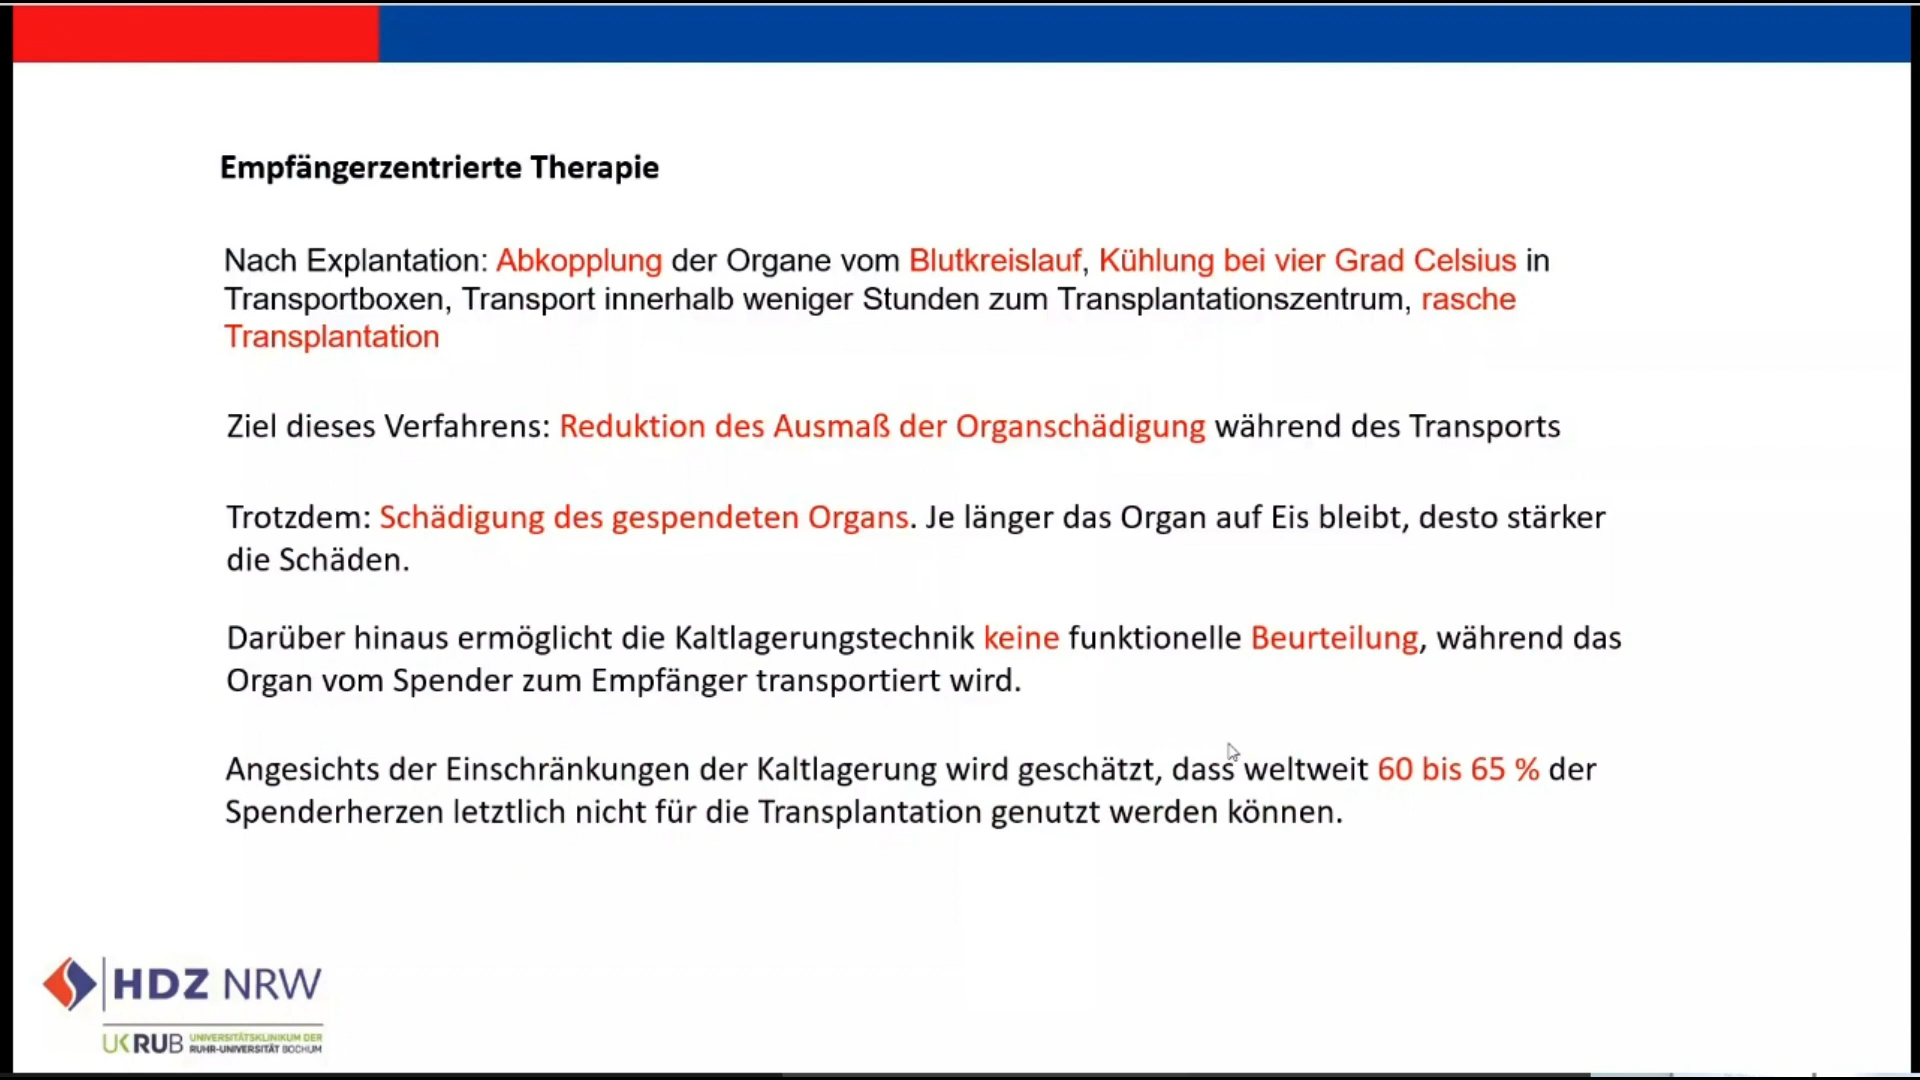 Empfängerzentrierte Therapie
Nach Explantation: Abkopplung der Organe vom Blutkreislauf, Kühlung bei vier Grad Celsius in
Transportboxen, Transport innerhalb weniger Stunden zum Transplantationszentrum, rasche
Transplantation
Ziel dieses Verfahrens: Reduktion des Ausmaß der Organschädigung während des Transports
Trotzdem: Schädigung des gespendeten Organs. Je länger das Organ auf Eis bleibt, desto stärker
die Schäden.
Darüber hinaus ermöglicht die Kaltlagerungstechnik keine funktionelle Beurteilung, während das
Organ vom Spender zum Empfänger transportiert wird.
Angesichts der Einschränkungen der Kaltlagerung wird geschätzt, dass weltweit 60 bis 65 % der
Spenderherzen letztlich nicht für die Transplantation genutzt werden können.
HDZ NRW
UK RUB UNIVERSITÄTSKLINIKUM DER
RUHR-UNIVERSITÄT BOCHUM